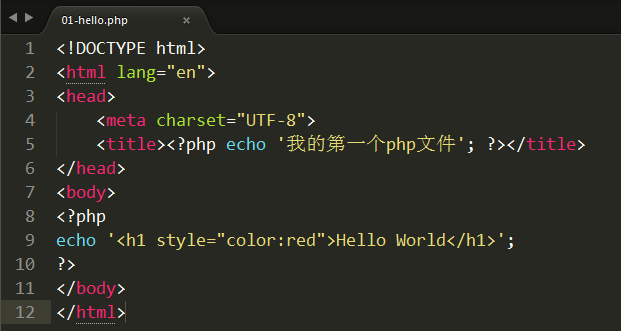 01-hello.php ×
1 <!DOCTYPE html>
2 <html lang="en">
3 <head>
4     <meta charset="UTF-8">
5     <title><?php echo '我的第一个php文件'; ?></title>
6 </head>
7 <body>
8 <?php
9 echo '<h1 style="color:red">Hello World</h1>';
10 ?>
11 </body>
12 </html>